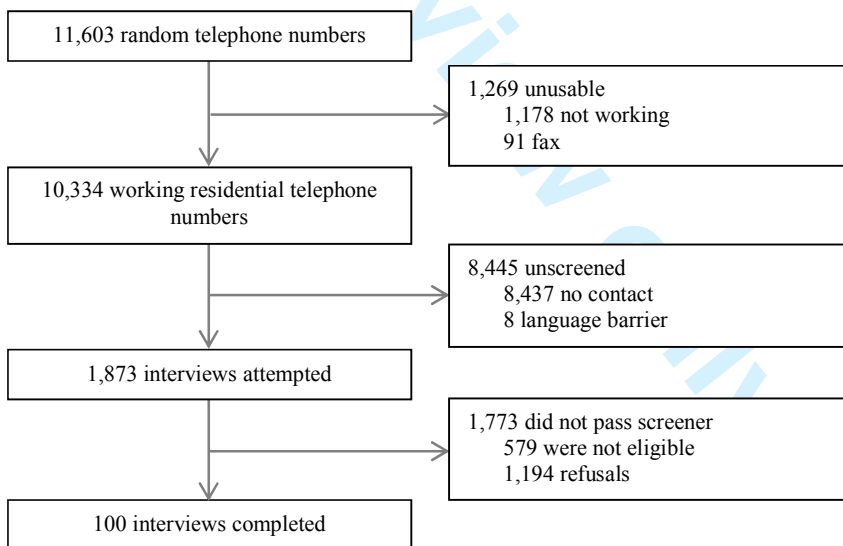 11,603 random telephone numbers
1,269 unusable
1,178 not working
91 fax
10,334 working residential telephone
numbers
8,445 unscreened
8,437 no contact
8 language barrier
1,873 interviews attempted
1,773 did not pass screener
579 were not eligible
1,194 refusals
100 interviews completed